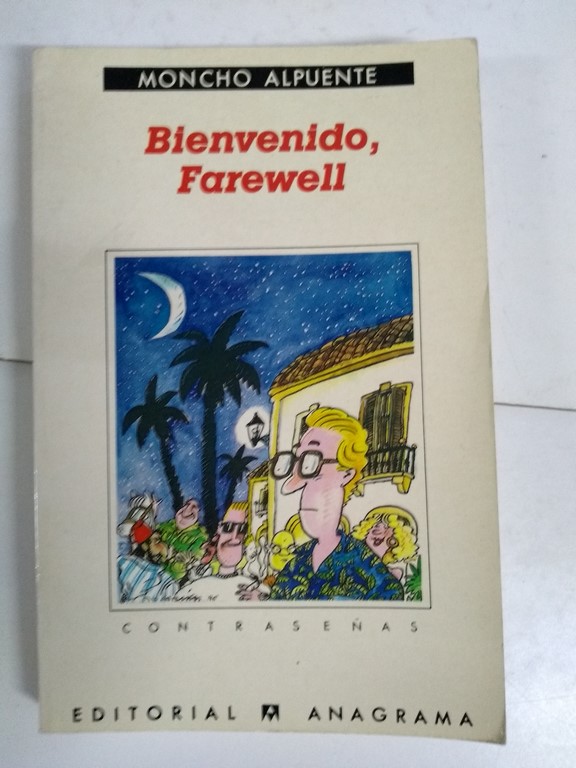 MONCHO ALPUENTE
Bienvenido,
Farewell
CONTRASEÑAS
EDITORIAL ANAGRAMA